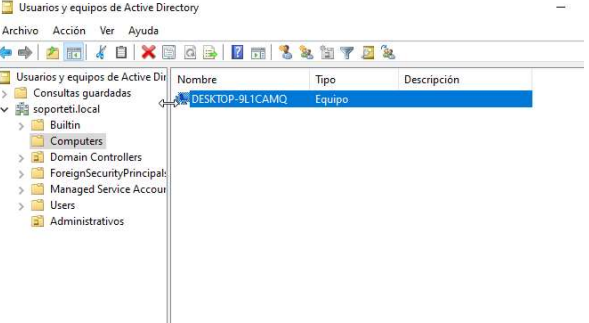 Usuarios y equipos de Active Directory
Archivo Acción Ver Ayuda
Usuarios y equipos de Active Dir
Consultas guardadas
soporteti.local
Builtin
Computers
Domain Controllers
ForeignSecurityPrincipals
Managed Service Accour
Users
Administrativos
Nombre Tipo Descripción
DESKTOP-9L1CAMQ Equipo